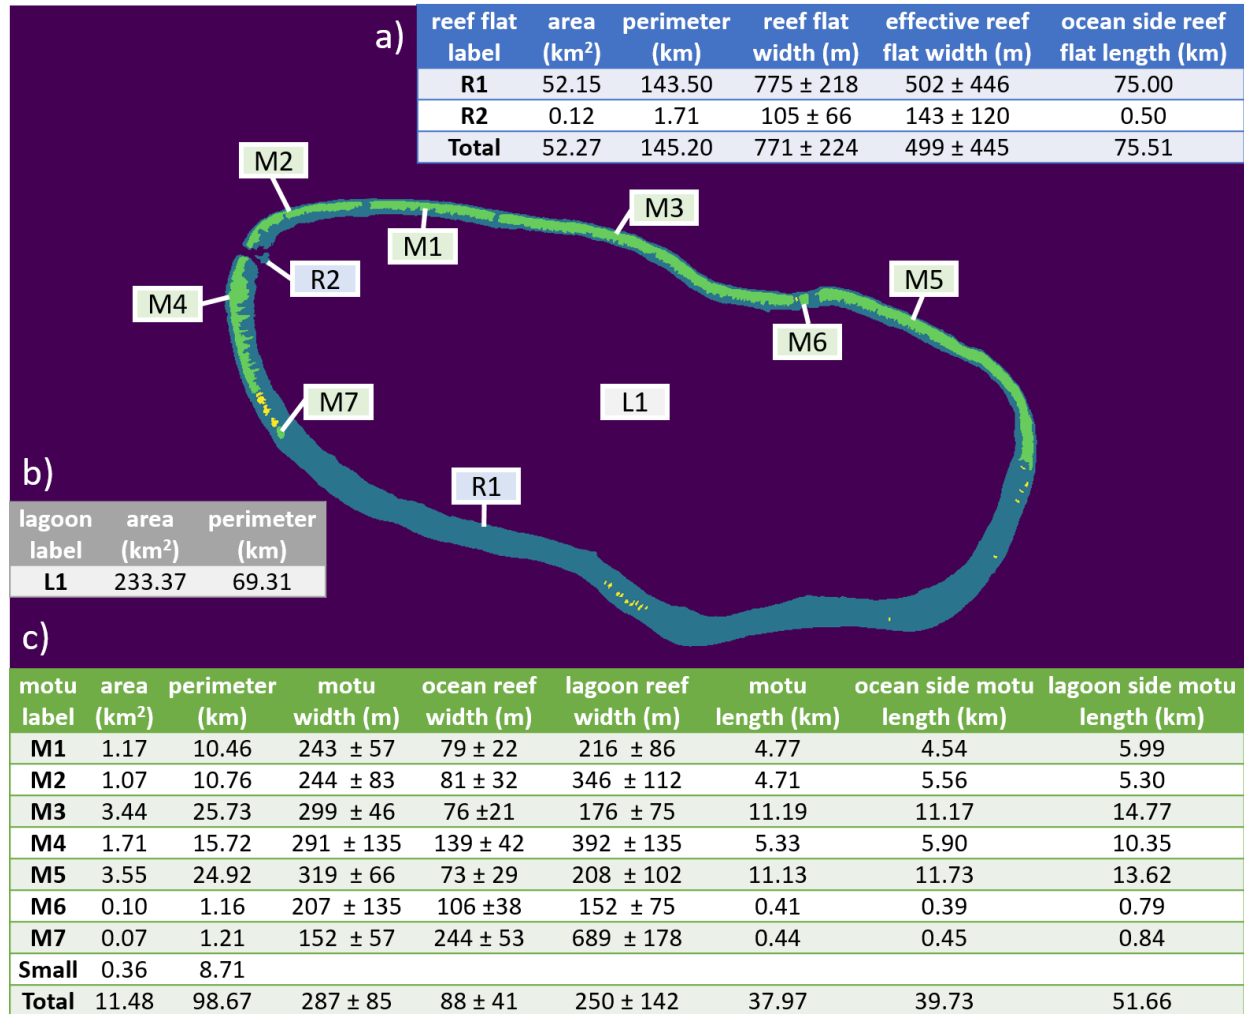 a)
reef flat label area (km²) perimeter (km) reef flat width (m) effective reef flat width (m) ocean side reef flat length (km)
R1 52.15 143.50 775 ± 218 502 ± 446 75.00
R2 0.12 1.71 105 ± 66 143 ± 120 0.50
Total 52.27 145.20 771 ± 224 499 ± 445 75.51
M2
M3
M1
R2
M5
M4
M6
M7
L1
R1
b)
lagoon label area (km²) perimeter (km)
L1 233.37 69.31
c)
motu label area (km²) perimeter (km) motu width (m) ocean reef width (m) lagoon reef width (m) motu length (km) ocean side motu length (km) lagoon side motu length (km)
M1 1.17 10.46 243 ± 57 79 ± 22 216 ± 86 4.77 4.54 5.99
M2 1.07 10.76 244 ± 83 81 ± 32 346 ± 112 4.71 5.56 5.30
M3 3.44 25.73 299 ± 46 76 ±21 176 ± 75 11.19 11.17 14.77
M4 1.71 15.72 291 ± 135 139 ± 42 392 ± 135 5.33 5.90 10.35
M5 3.55 24.92 319 ± 66 73 ± 29 208 ± 102 11.13 11.73 13.62
M6 0.10 1.16 207 ± 135 106 ±38 152 ± 75 0.41 0.39 0.79
M7 0.07 1.21 152 ± 57 244 ± 53 689 ± 178 0.44 0.45 0.84
Small 0.36 8.71
Total 11.48 98.67 287 ± 85 88 ± 41 250 ± 142 37.97 39.73 51.66